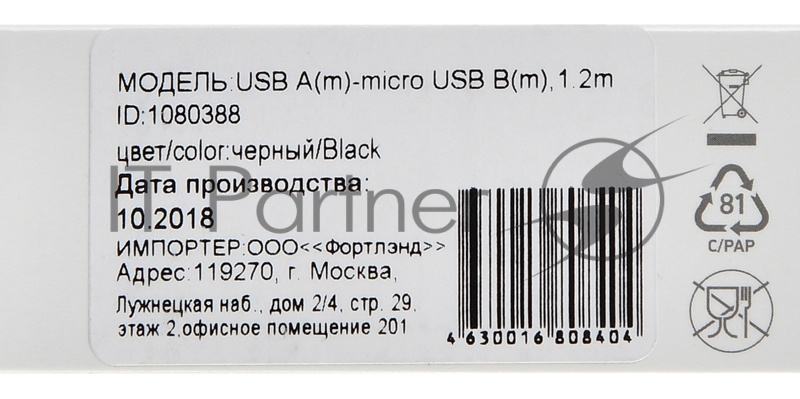 МОДЕЛЬ:USB A(m)-micro USB B(m),1.2m
ID:1080388
цвет/color:черный/Black
Дата производства:
10.2018
ИМПОРТЕР:ООО<<Фортлэнд>>
Адрес:119270, г. Москва,
Лужнецкая наб., дом 2/4, стр. 29,
этаж 2,офисное помещение 201
4 630016 808404
81
C/PAP
IT Partner